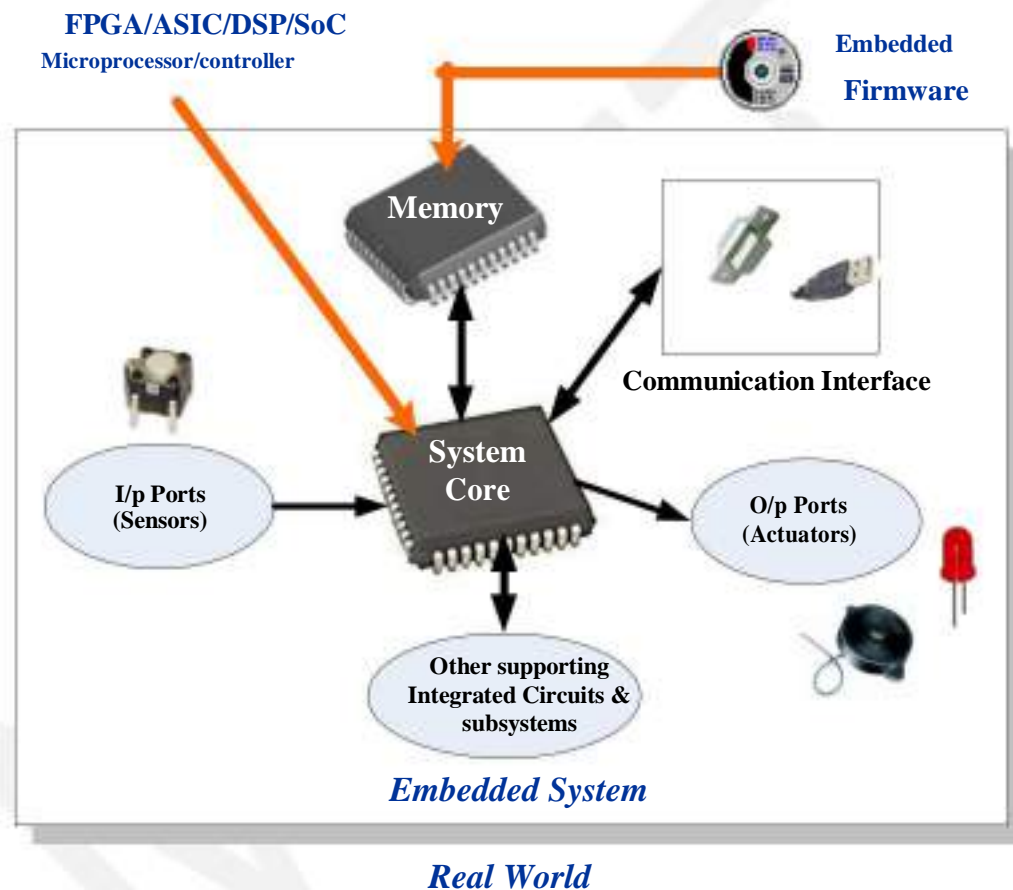 FPGA/ASIC/DSP/SoC
Microprocessor/controller
Embedded
Firmware
Memory
Communication Interface
System
Core
I/p Ports
(Sensors)
O/p Ports
(Actuators)
Other supporting
Integrated Circuits &
subsystems
Embedded System
Real World